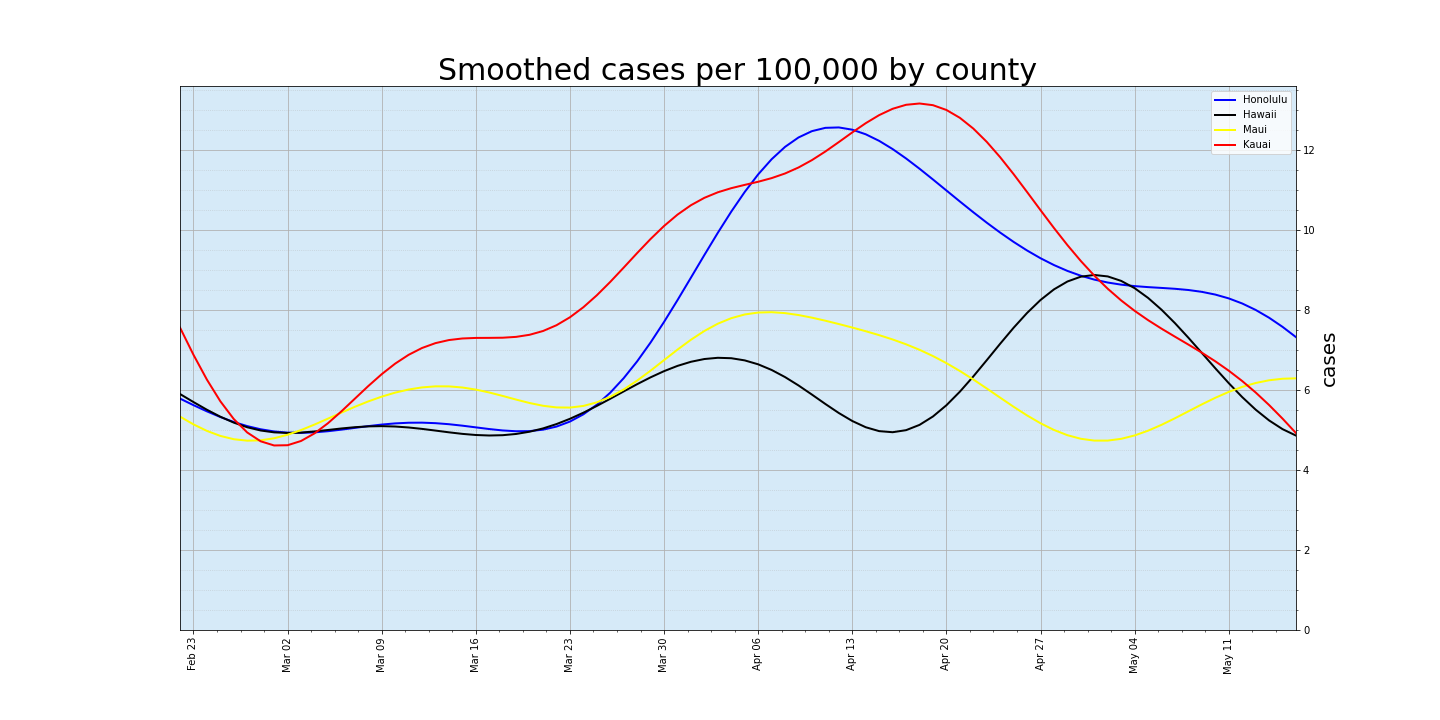 Smoothed cases per 100,000 by county
Honolulu
Hawaii
Maui
Kauai
12
10
8
6
4
2
0
cases
Feb 23
Mar 02
Mar 09
Mar 16
Mar 23
Mar 30
Apr 06
Apr 13
Apr 20
Apr 27
May 04
May 11